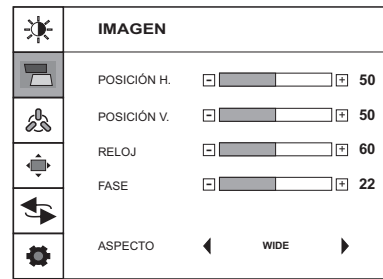 IMAGEN
POSICIÓN H. - + 50
POSICIÓN V. - + 50
RELOJ - + 60
FASE - + 22
ASPECTO WIDE